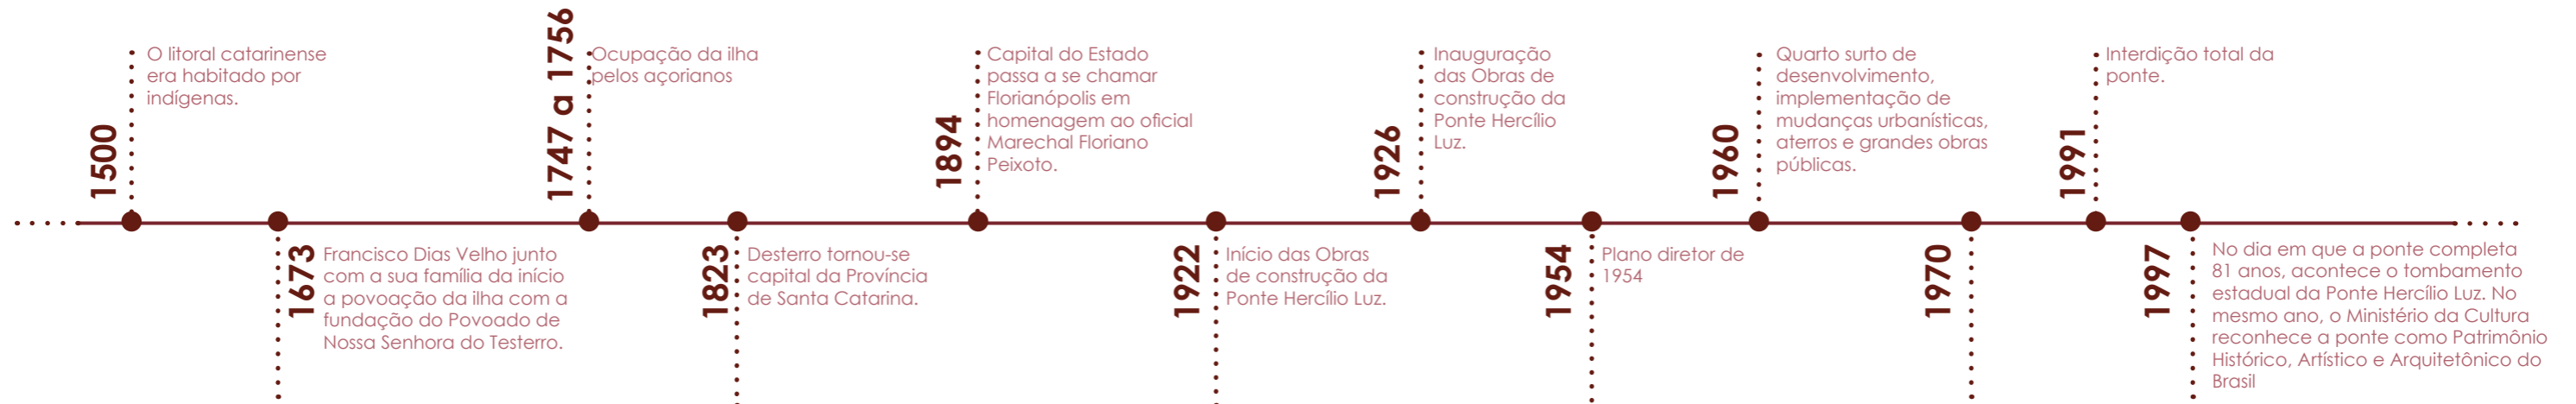 1500
O litoral catarinense
era habitado por
indígenas.
1673
Francisco Dias Velho junto
com a sua família da início
a povoação da ilha com a
fundação do Povoado de
Nossa Senhora do Testerro.
1747 a 1756
Ocupação da ilha
pelos açorianos
1823
Desterro tornou-se
capital da Província
de Santa Catarina.
1894
Capital do Estado
passa a se chamar
Florianópolis em
homenagem ao oficial
Marechal Floriano
Peixoto.
1922
Início das Obras
de construção da
Ponte Hercílio Luz.
1926
Inauguração
das Obras de
construção da
Ponte Hercílio
Luz.
1954
Plano diretor de
1954
1960
Quarto surto de
desenvolvimento,
implementação de
mudanças urbanísticas,
aterros e grandes obras
públicas.
1970
1991
Interdição total da
ponte.
1997
No dia em que a ponte completa
81 anos, acontece o tombamento
estadual da Ponte Hercílio Luz. No
mesmo ano, o Ministério da Cultura
reconhece a ponte como Patrimônio
Histórico, Artístico e Arquitetônico do
Brasil